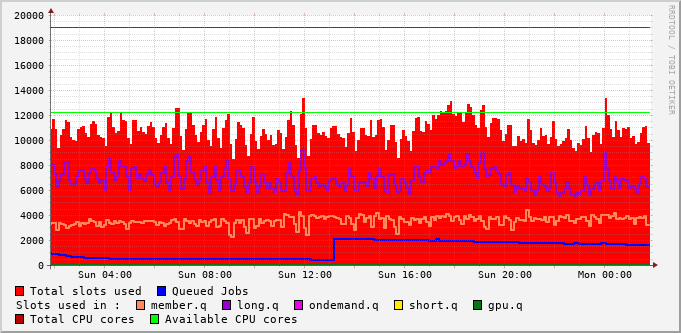 RRDTOOL / TOBI OETIKER
20000
18000
16000
14000
12000
10000
8000
6000
4000
2000
0
Sun 04:00 Sun 08:00 Sun 12:00 Sun 16:00 Sun 20:00 Mon 00:00
Total slots used Queued Jobs
Slots used in : member.q long.q ondemand.q short.q gpu.q
Total CPU cores Available CPU cores